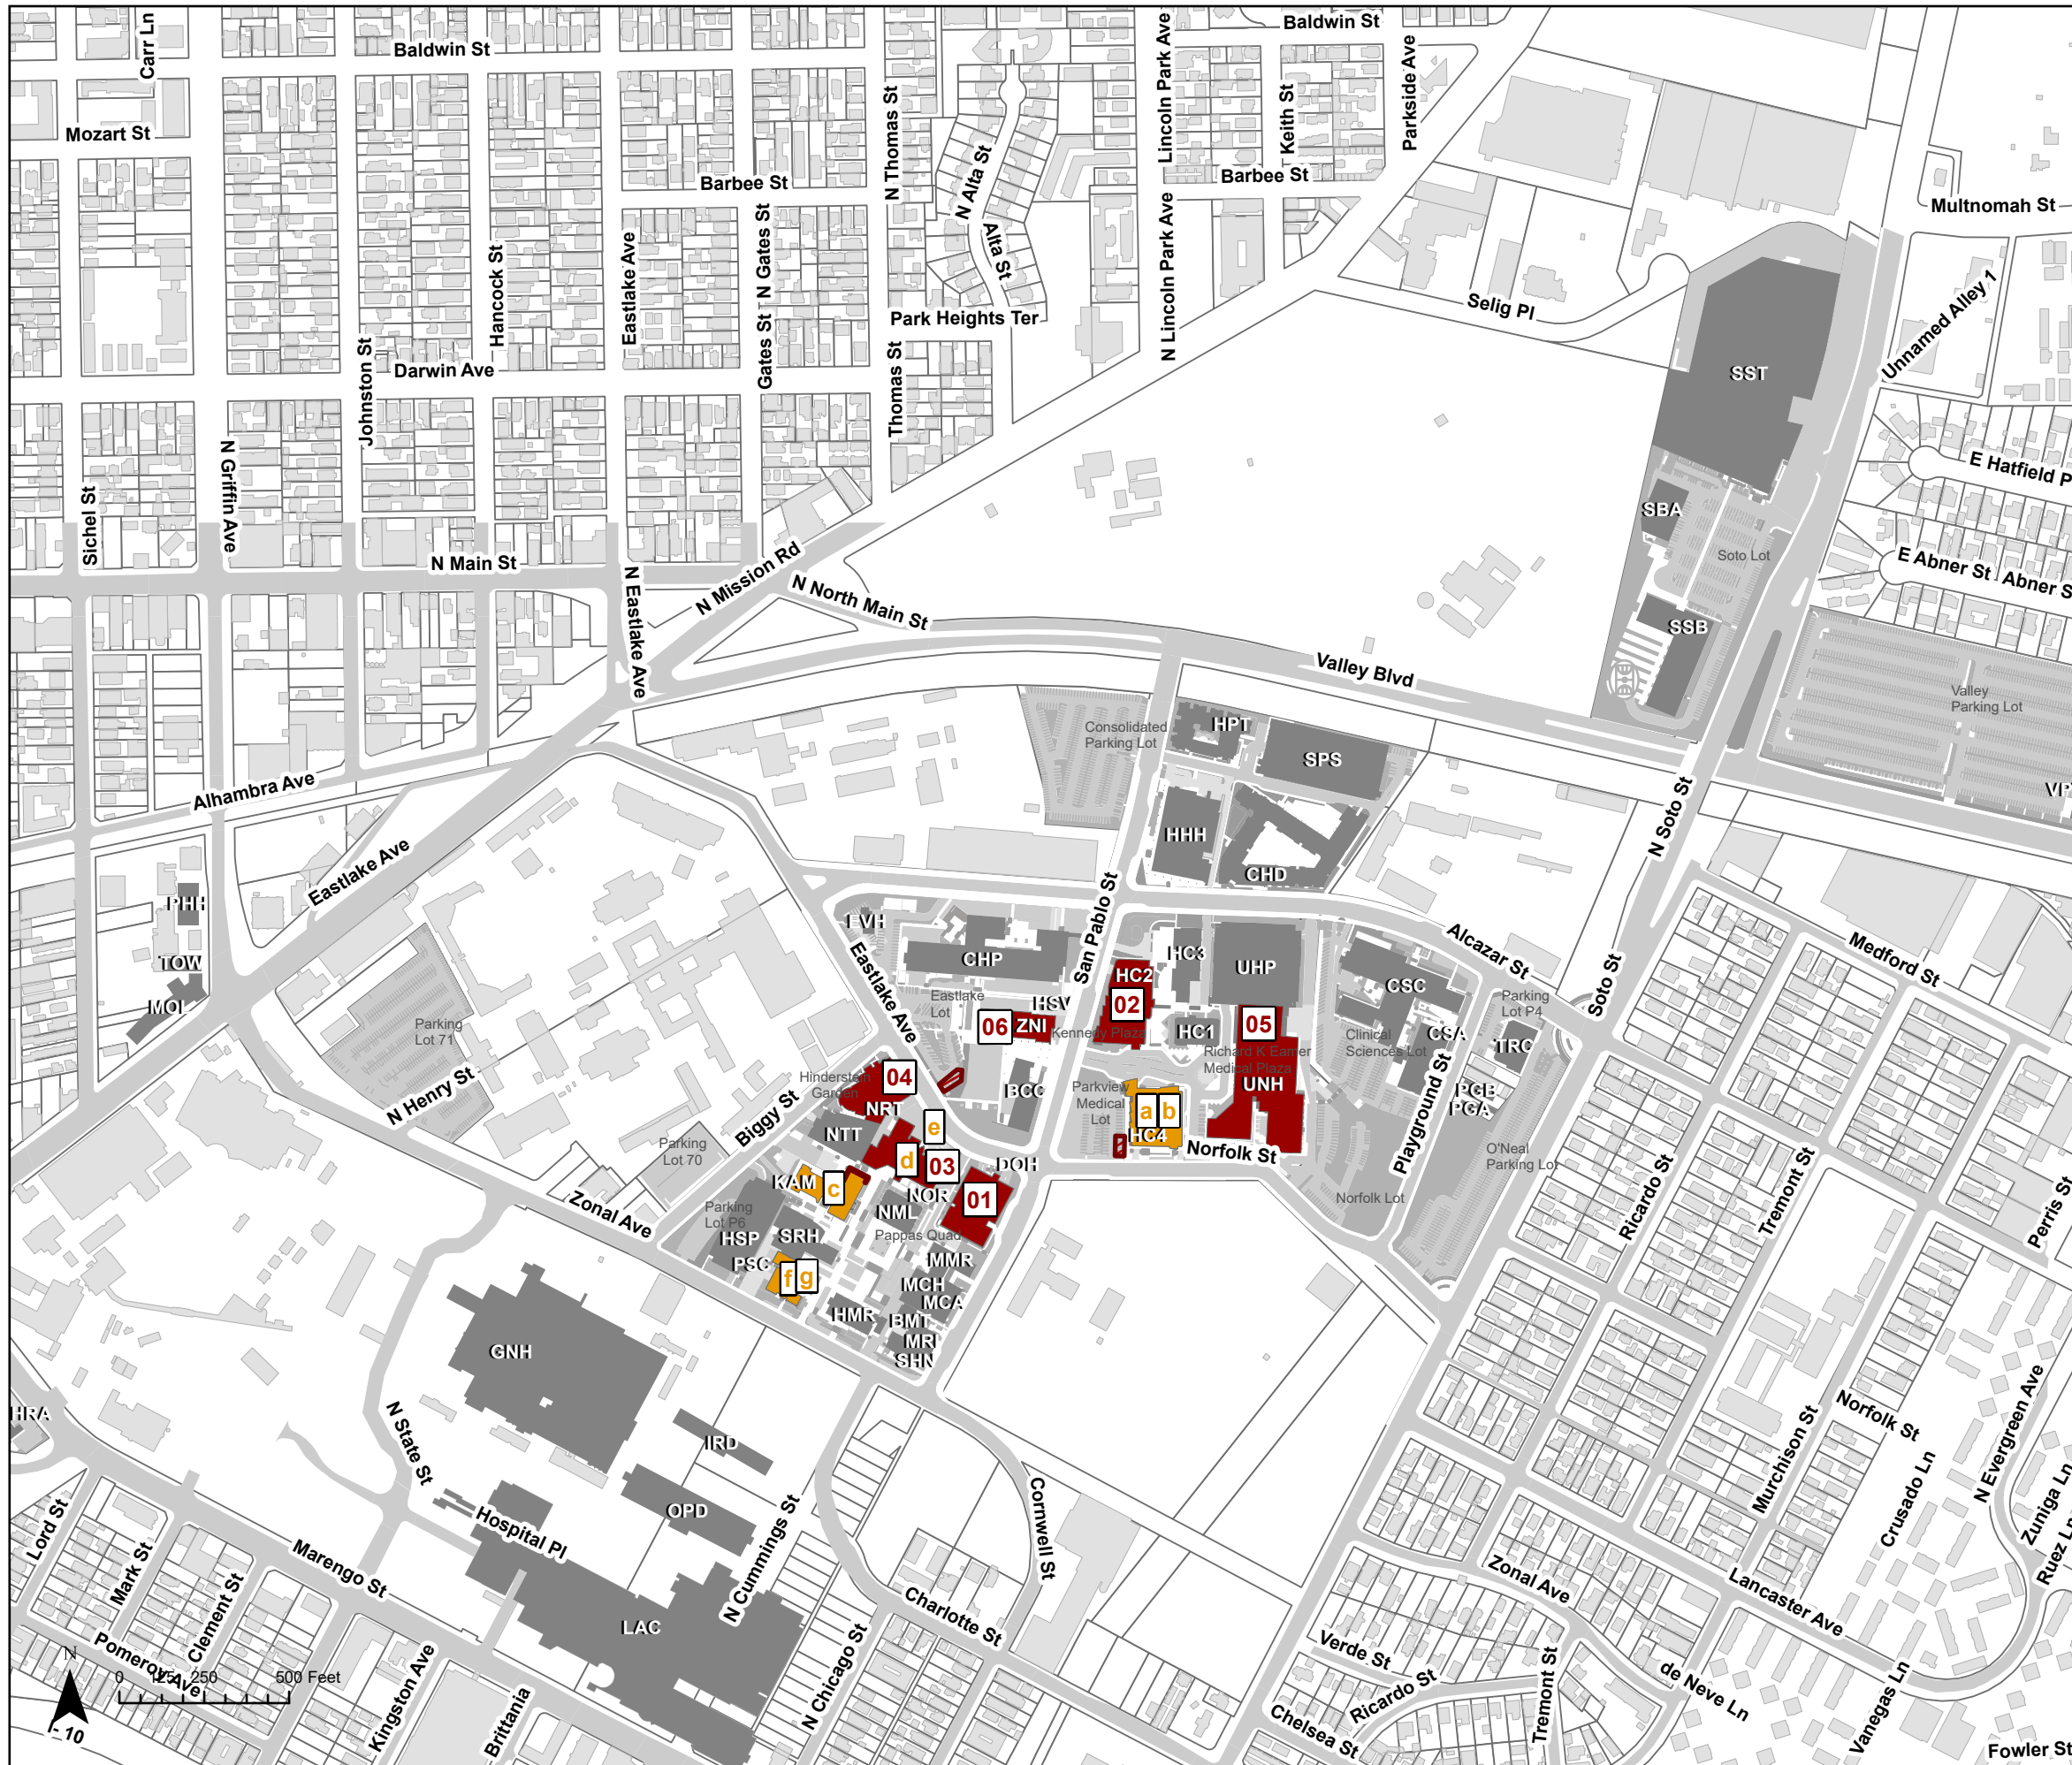 Carr Ln
Baldwin St
Lincoln Park Ave
Baldwin St
Parkside Ave
Mozart St
N Thomas St
Keith St
Barbee St
N Alta St
Barbee St
Multnomah St
N Gates St
Alta St
N Lincoln Park Ave
Eastlake Ave
Hancock St
Park Heights Ter
Selig Pl
Unnamed Alley 1
Johnston St
Darwin Ave
Gates St
Thomas St
SST
N Griffin Ave
Sichel St
E Hatfield P
SBA
Soto Lot
N Main St
N Mission Rd
E Abner St
Abner S
N Eastlake Ave
N North Main St
SSB
Valley Blvd
Valley
Parking Lot
Consolidated
Parking Lot
HPT
SPS
Alhambra Ave
N Soto St
VP
HHH
CHD
Eastlake Ave
PHH
San Pablo St
EVH
Alcazar St
Medford St
TOW
CHP
HC3
UHP
HC2
CSC
MOL
Eastlake Ave
Eastlake
Lot
HSV
02
Soto St
Parking
Lot P4
Parking
Lot 71
06
ZNI
Kennedy Plaza
HC1
05
Clinical
Sciences Lot
CSA
TRC
Richard K Eamer
Medical Plaza
Hinderstein
Garden
04
BCC
Parkview
Medical
Lot
UNH
PGB
PGA
N Henry St
Biggy St
NRT
a
b
HC4
Playground St
NTT
e
Parking
Lot 70
d
03
DOH
Norfolk St
O'Neal
Parking Lot
KAM
c
NOR
01
Norfolk Lot
Ricardo St
Tremont St
Perris St
Zonal Ave
Parking
Lot P6
NML
HSP
SRH
Pappas Quad
PSC
f
g
MMR
MCH
MCA
HMR
BMT
MRI
SHN
GNH
HRA
N State St
IRD
Norfolk St
Murchison St
N Evergreen Ave
Crusado Ln
OPD
Cornwell St
Lord St
Hospital Pl
N Cummings St
Zuniga Ln
Mark St
Marengo St
Clement St
Zonal Ave
Lancaster Ave
Ruez Ln
LAC
Charlotte St
N
Pomeroy Ave
0 125 250 500 Feet
Kingston Ave
N Chicago St
Verde St
Ricardo St
Tremont St
de Neve Ln
Vanegas Ln
I-10
Brittania
Chelsea St
Fowler St